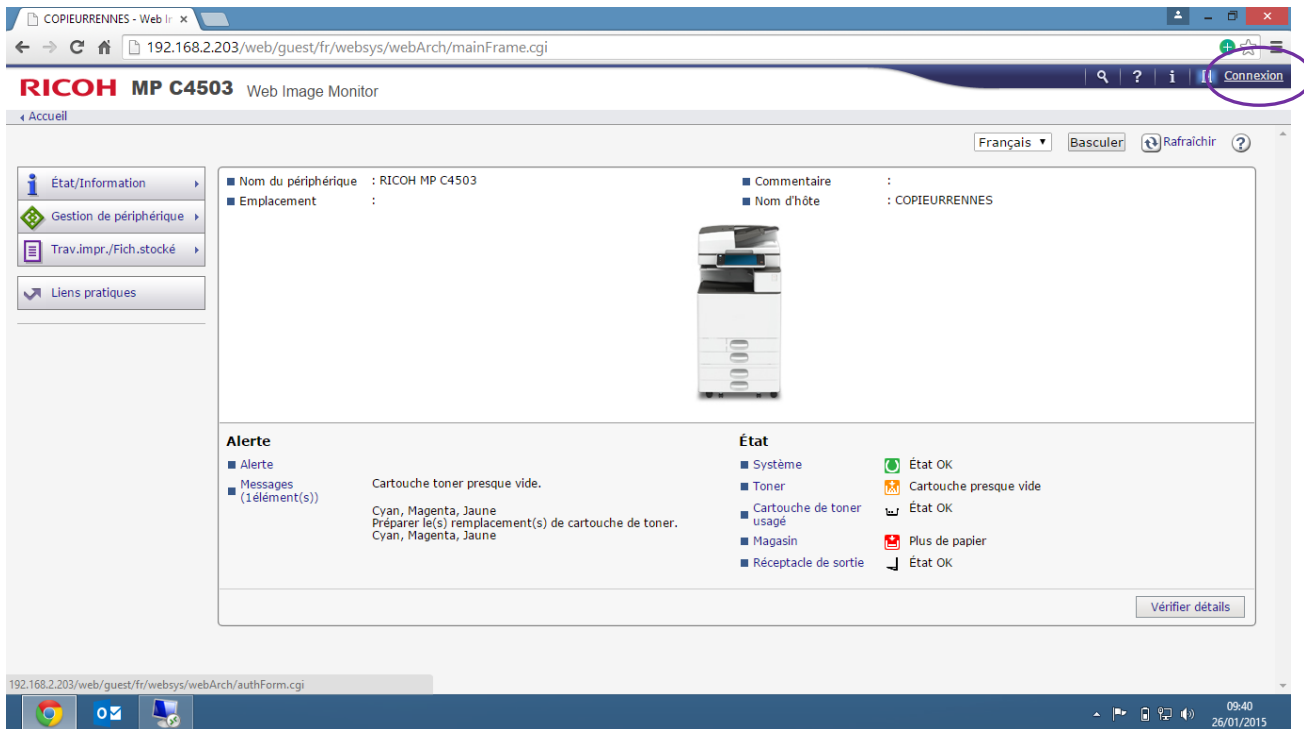 COPIEURRENNES - Web Ir ×
192.168.2.203/web/guest/fr/websys/webArch/mainFrame.cgi
RICOH MP C4503 Web Image Monitor
? i Connexion
Accueil
Français Basculer Rafraîchir ?
État/Information
Gestion de périphérique
Trav.impr./Fich.stocké
Liens pratiques
Nom du périphérique : RICOH MP C4503
Emplacement :
Commentaire :
Nom d'hôte : COPIEURRENNES
Alerte
Alerte
Messages
(1élément(s))
Cartouche toner presque vide.
Cyan, Magenta, Jaune
Préparer le(s) remplacement(s) de cartouche de toner.
Cyan, Magenta, Jaune
État
Système État OK
Toner Cartouche presque vide
Cartouche de toner
usagé État OK
Magasin Plus de papier
Réceptacle de sortie État OK
Vérifier détails
192.168.2.203/web/guest/fr/websys/webArch/authForm.cgi
09:40
26/01/2015